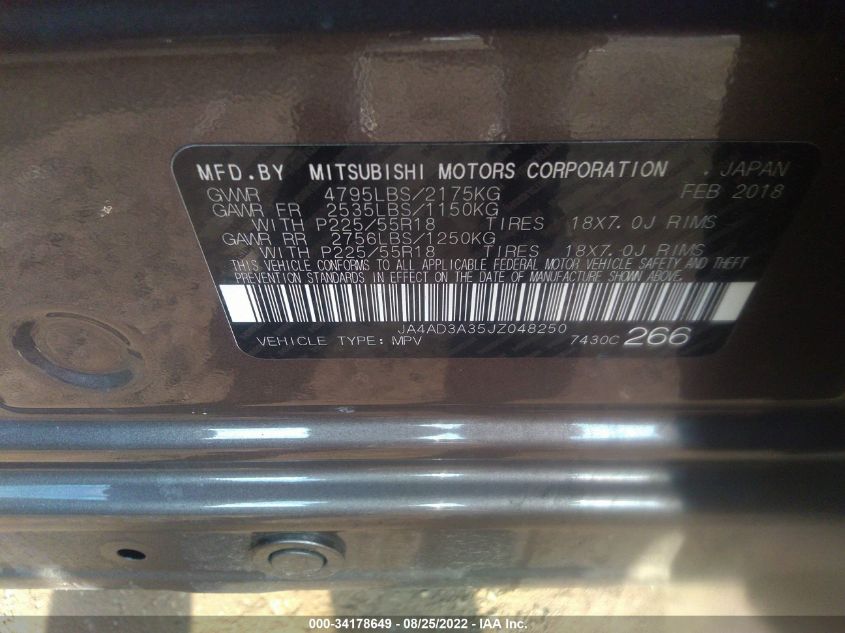 MFD.BY MITSUBISHI MOTORS CORPORATION . JAPAN
GVWR 4795LBS/2175KG FEB 2018
GAWR FR 2535LBS/1150KG
WITH P225/55R18 TIRES 18X7.0J RIMS
GAWR RR 2756LBS/1250KG
WITH P225/55R18 TIRES 18X7.0J RIMS
THIS VEHICLE CONFORMS TO ALL APPLICABLE FEDERAL MOTOR VEHICLE SAFETY AND THEFT
PREVENTION STANDARDS IN EFFECT ON THE DATE OF MANUFACTURE SHOWN ABOVE.
JA4AD3A35JZ048250
VEHICLE TYPE: MPV 7430C 266
000-34178649 - 08/25/2022 - IAA Inc.